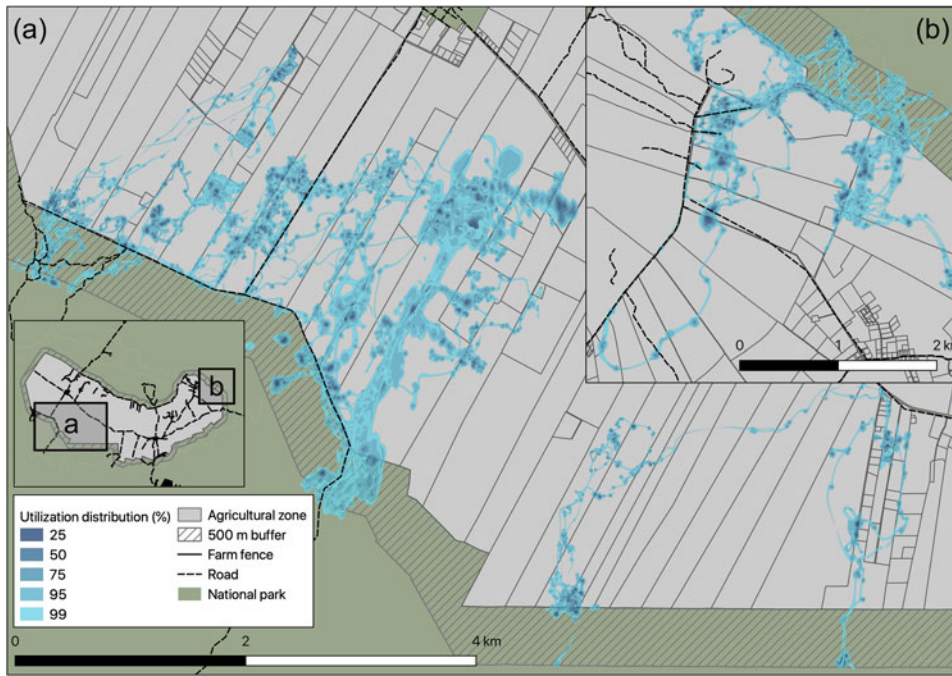 (a)
(b)
0 1 2 km
a
b
Utilization distribution (%)
25
50
75
95
99
Agricultural zone
500 m buffer
Farm fence
Road
National park
0 2 4 km